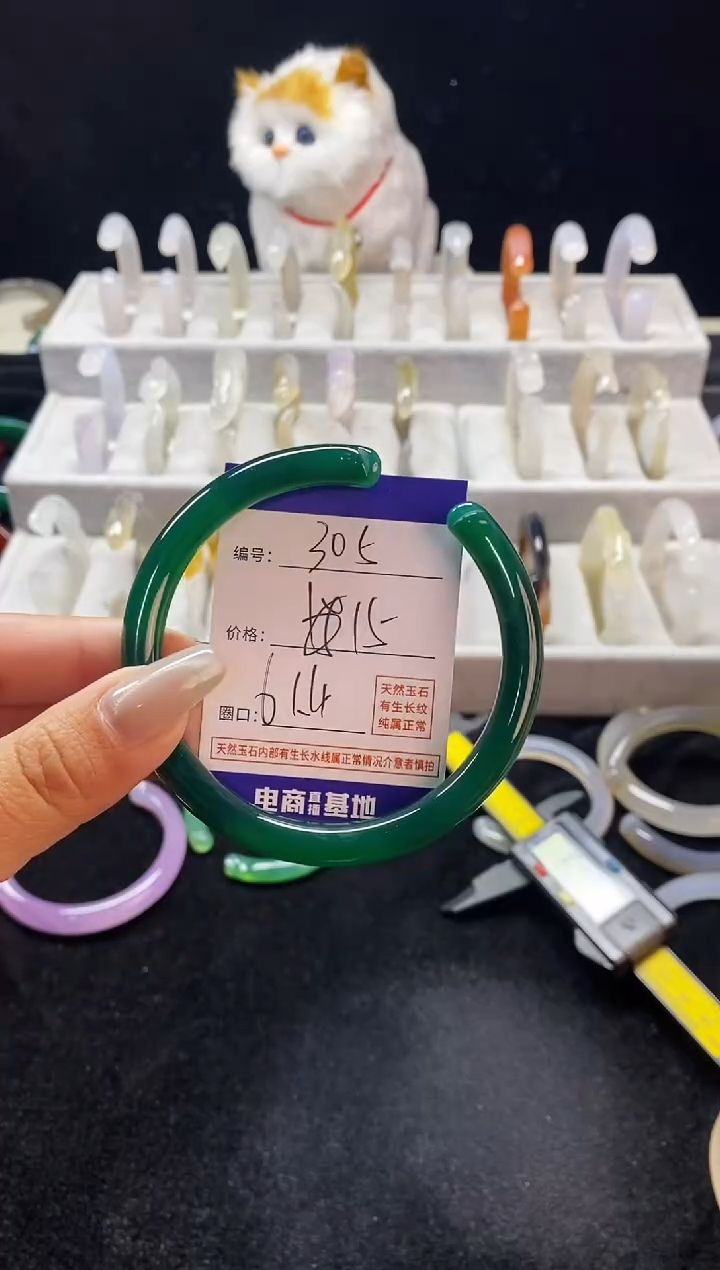 编号: 305
价格: 15
圈口: 61.4
天然玉石
有生长纹
纯属正常
天然玉石内部有生长水线属正常情况介意者慎拍
电商直播基地